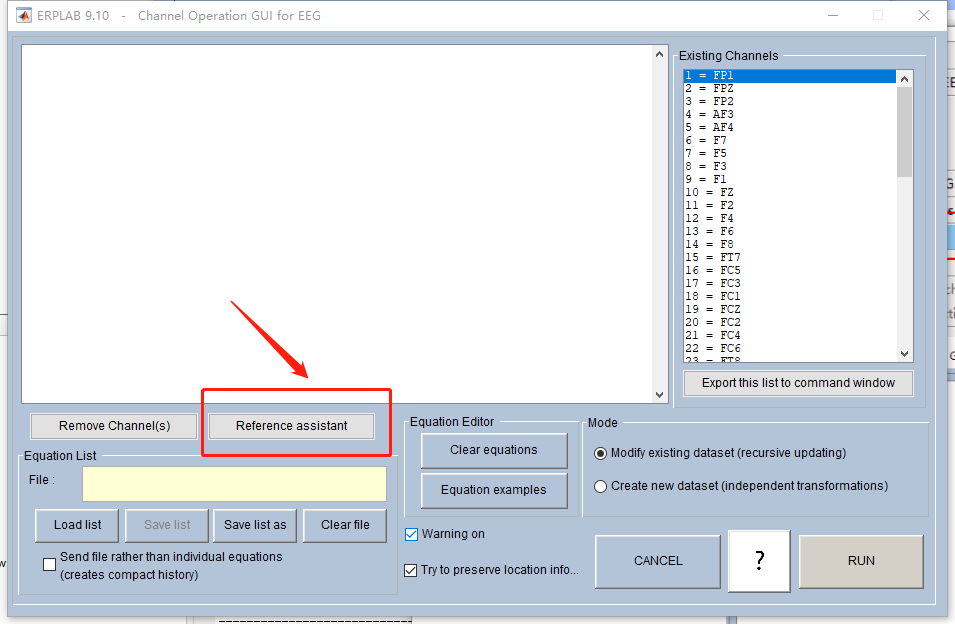 ERPLAB 9.10 - Channel Operation GUI for EEG
Existing Channels
1 = FP1
2 = FPZ
3 = FP2
4 = AF3
5 = AF4
6 = F7
7 = F5
8 = F3
9 = F1
10 = FZ
11 = F2
12 = F4
13 = F6
14 = F8
15 = FT7
16 = FC5
17 = FC3
18 = FC1
19 = FCZ
20 = FC2
21 = FC4
22 = FC6
23 = FT8
Export this list to command window
Remove Channel(s)
Reference assistant
Equation List
File :
Load list
Save list
Save list as
Clear file
Send file rather than individual equations
(creates compact history)
Equation Editor
Clear equations
Equation examples
Warning on
Try to preserve location info...
Mode
Modify existing dataset (recursive updating)
Create new dataset (independent transformations)
CANCEL
?
RUN